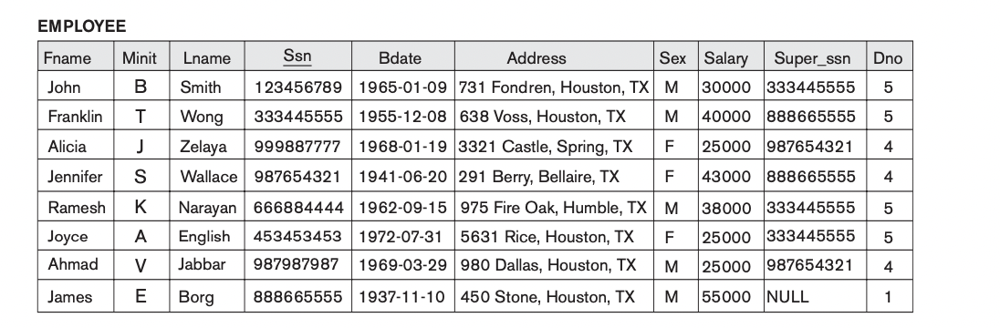 EMPLOYEE
Fname Minit Lname Ssn Bdate Address Sex Salary Super_ssn Dno
John B Smith 123456789 1965-01-09 731 Fondren, Houston, TX M 30000 333445555 5
Franklin T Wong 333445555 1955-12-08 638 Voss, Houston, TX M 40000 888665555 5
Alicia J Zelaya 999887777 1968-01-19 3321 Castle, Spring, TX F 25000 987654321 4
Jennifer S Wallace 987654321 1941-06-20 291 Berry, Bellaire, TX F 43000 888665555 4
Ramesh K Narayan 666884444 1962-09-15 975 Fire Oak, Humble, TX M 38000 333445555 5
Joyce A English 453453453 1972-07-31 5631 Rice, Houston, TX F 25000 333445555 5
Ahmad V Jabbar 987987987 1969-03-29 980 Dallas, Houston, TX M 25000 987654321 4
James E Borg 888665555 1937-11-10 450 Stone, Houston, TX M 55000 NULL 1